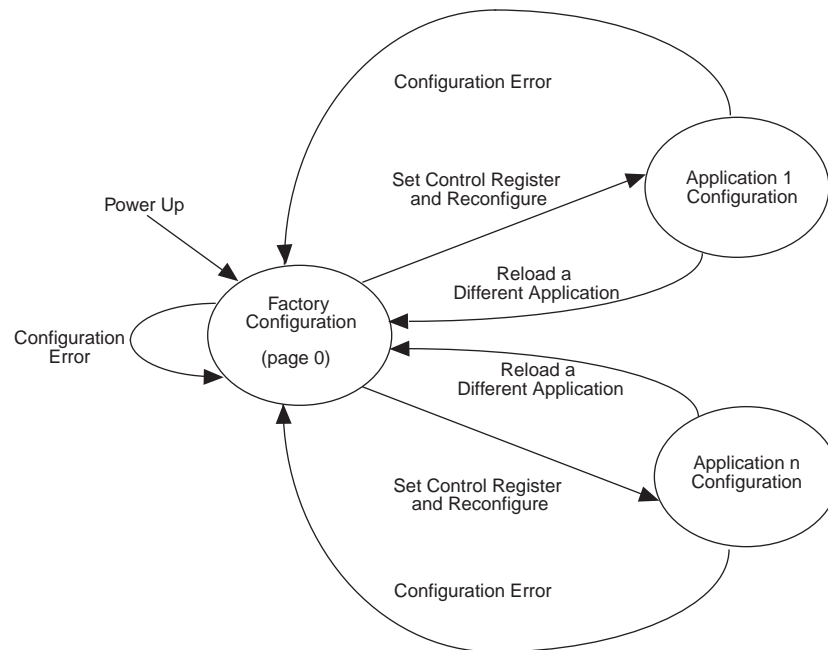 Configuration Error
Application 1
Configuration
Set Control Register
and Reconfigure
Power Up
Reload a
Different Application
Factory
Configuration
(page 0)
Configuration
Error
Reload a
Different Application
Application n
Configuration
Set Control Register
and Reconfigure
Configuration Error